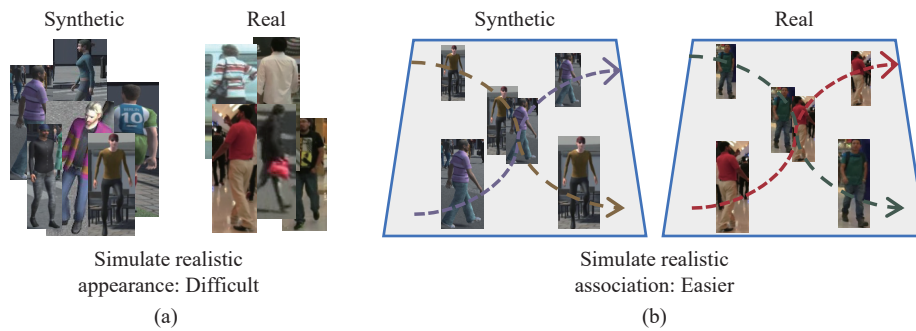 Synthetic
Real
10
Simulate realistic
appearance: Difficult
(a)
Synthetic
Real
Simulate realistic
association: Easier
(b)